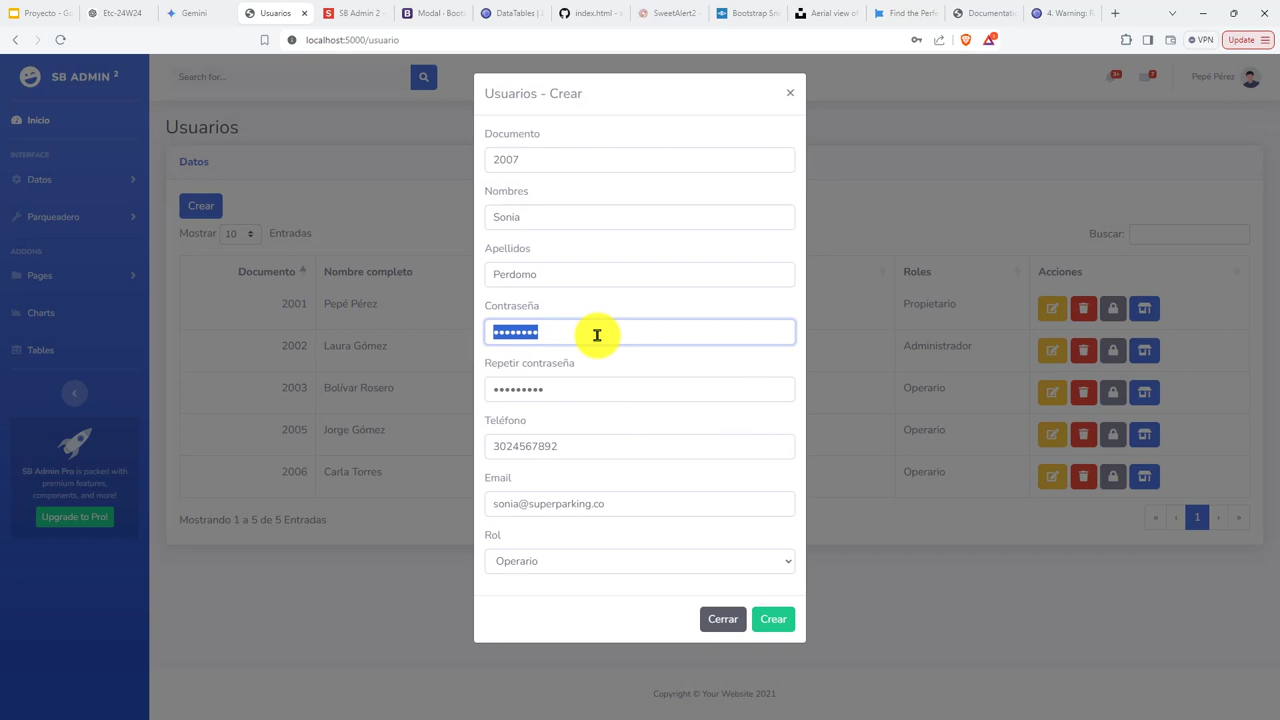 Proyecto - G
Etc-24W24
Gemini
Usuarios
SB Admin 2 -
Modal · Boots
DataTables |
index.html - s
SweetAlert2
Bootstrap Sni
Aerial view of
Find the Perfe
Documentati
4. Warning: R
localhost:5000/usuario
VPN
Update
SB ADMIN 2
Search for...
3+
7
Pepé Pérez
Inicio
INTERFACE
Datos
Parqueadero
ADDONS
Pages
Charts
Tables
SB Admin Pro is packed with
premium features,
components, and more!
Upgrade to Pro!
Usuarios
Datos
Crear
Mostrar 10 Entradas
Buscar:
Documento Nombre completo Roles Acciones
2001 Pepé Pérez Propietario
2002 Laura Gómez Administrador
2003 Bolívar Rosero Operario
2005 Jorge Gómez Operario
2006 Carla Torres Operario
Mostrando 1 a 5 de 5 Entradas
« ‹ 1 › »
Usuarios - Crear
×
Documento
2007
Nombres
Sonia
Apellidos
Perdomo
Contraseña
••••••••
Repetir contraseña
•••••••••
Teléfono
3024567892
Email
sonia@superparking.co
Rol
Operario
Cerrar Crear
Copyright © Your Website 2021